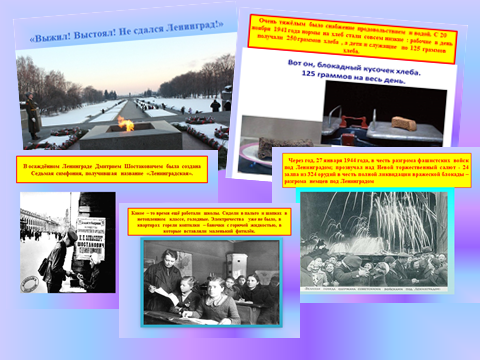 «Выжил! Выстоял! Не сдался Ленинград!»
Очень тяжёлым было снабжение продовольствием и водой. С 20
ноября 1941 года нормы на хлеб стали совсем низкие : рабочие в день
получали 250 граммов хлеба , а дети и служащие по 125 граммов
хлеба.
Вот он, блокадный кусочек хлеба.
125 граммов на весь день.
В осаждённом Ленинграде Дмитрием Шостаковичем была создана
Седьмая симфония, получившая название «Ленинградская».
Через год, 27 января 1944 года, в честь разгрома фашистских войск
под Ленинградом; прозвучал над Невой торжественный салют - 24
залпа из 324 орудий в честь полной ликвидации вражеской блокады –
разгрома немцев под Ленинградом
– то время ещё работали школы. Сидели в пальто и шапках в
классе, голодные. Электричества уже не было, в
квартирах горели коптилки – баночки с горючей жидкостью, в
которые вставляли маленький фитилёк.
ШОСТАКОВИЧ